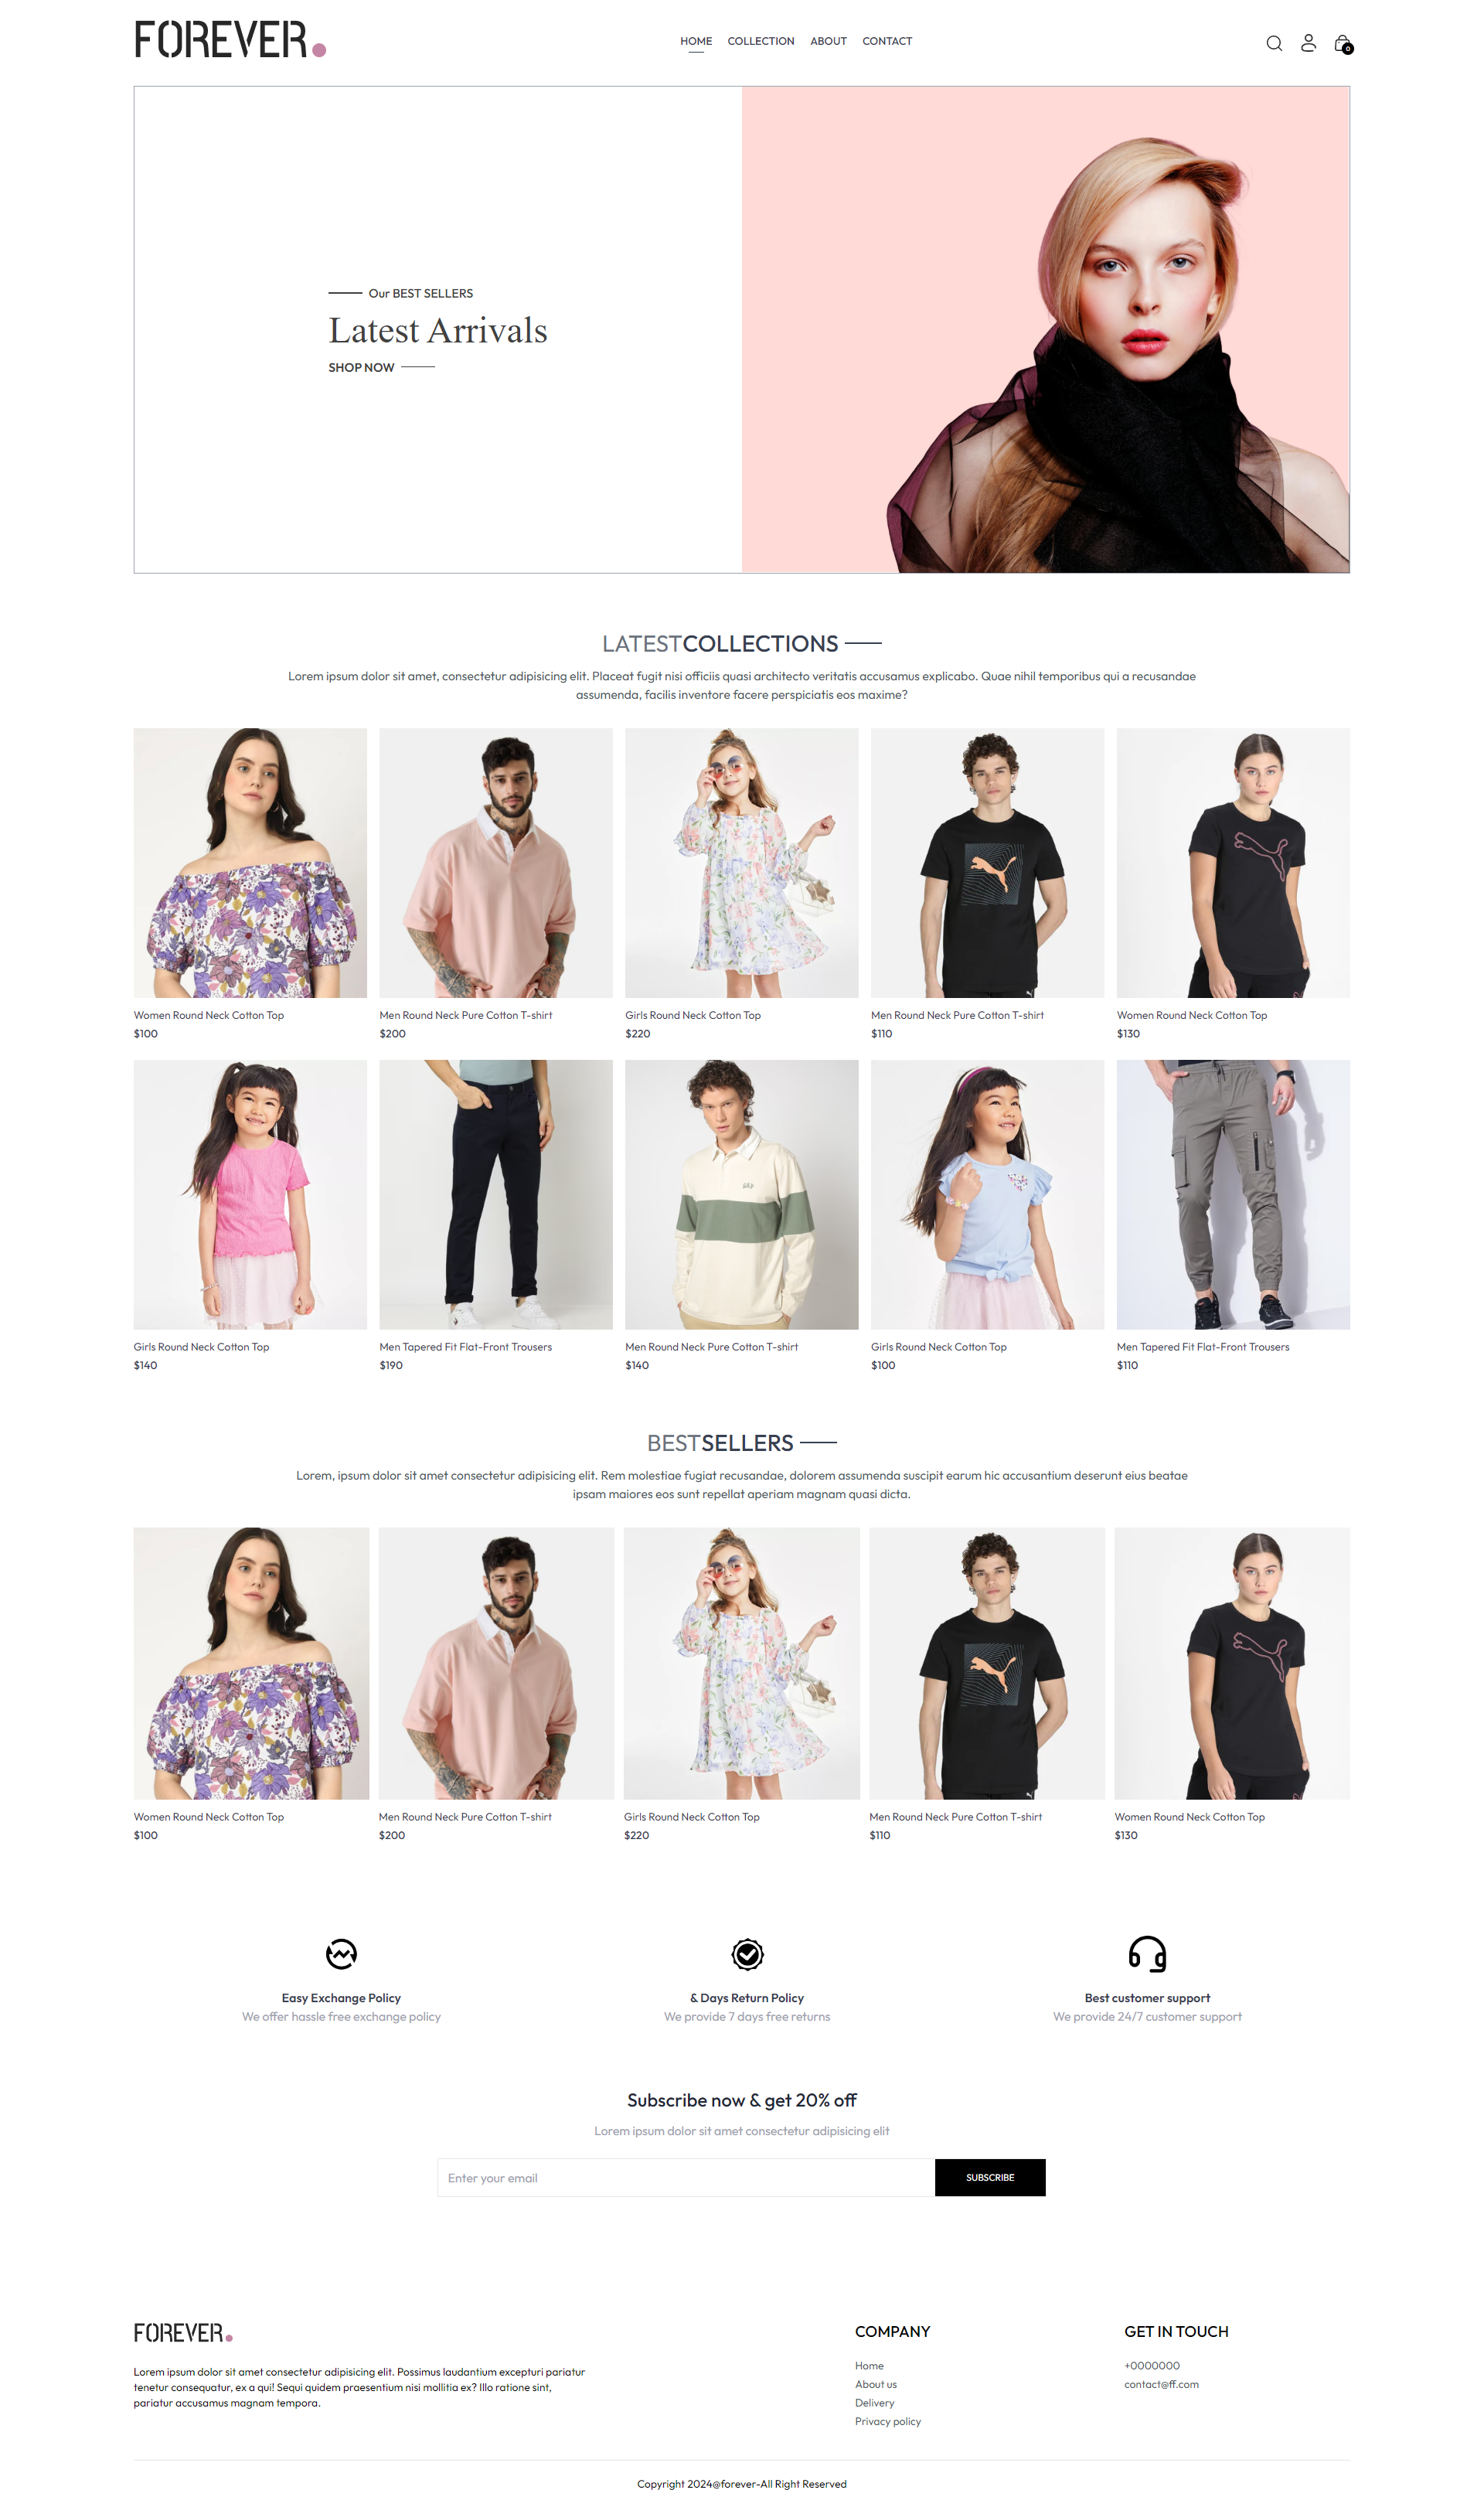 FOREVER.
HOME COLLECTION ABOUT CONTACT
0
Our BEST SELLERS
Latest Arrivals
SHOP NOW
LATESTCOLLECTIONS
Lorem ipsum dolor sit amet, consectetur adipisicing elit. Placeat fugit nisi officiis quasi architecto veritatis accusamus explicabo. Quae nihil temporibus qui a recusandae
assumenda, facilis inventore facere perspiciatis eos maxime?
Women Round Neck Cotton Top
$100
Men Round Neck Pure Cotton T-shirt
$200
Girls Round Neck Cotton Top
$220
Men Round Neck Pure Cotton T-shirt
$110
Women Round Neck Cotton Top
$130
GAP
Girls Round Neck Cotton Top
$140
Men Tapered Fit Flat-Front Trousers
$190
Men Round Neck Pure Cotton T-shirt
$140
Girls Round Neck Cotton Top
$100
Men Tapered Fit Flat-Front Trousers
$110
BESTSELLERS
Lorem, ipsum dolor sit amet consectetur adipisicing elit. Rem molestiae fugiat recusandae, dolorem assumenda suscipit earum hic accusantium deserunt eius beatae
ipsam maiores eos sunt repellat aperiam magnam quasi dicta.
Women Round Neck Cotton Top
$100
Men Round Neck Pure Cotton T-shirt
$200
Girls Round Neck Cotton Top
$220
Men Round Neck Pure Cotton T-shirt
$110
Women Round Neck Cotton Top
$130
Easy Exchange Policy
We offer hassle free exchange policy
& Days Return Policy
We provide 7 days free returns
Best customer support
We provide 24/7 customer support
Subscribe now & get 20% off
Lorem ipsum dolor sit amet consectetur adipisicing elit
Enter your email
SUBSCRIBE
FOREVER.
Lorem ipsum dolor sit amet consectetur adipisicing elit. Possimus laudantium excepturi pariatur
tenetur consequatur, ex a qui! Sequi quidem praesentium nisi mollitia ex? Illo ratione sint,
pariatur accusamus magnam tempora.
COMPANY
Home
About us
Delivery
Privacy policy
GET IN TOUCH
+0000000
contact@ff.com
Copyright 2024@forever-All Right Reserved